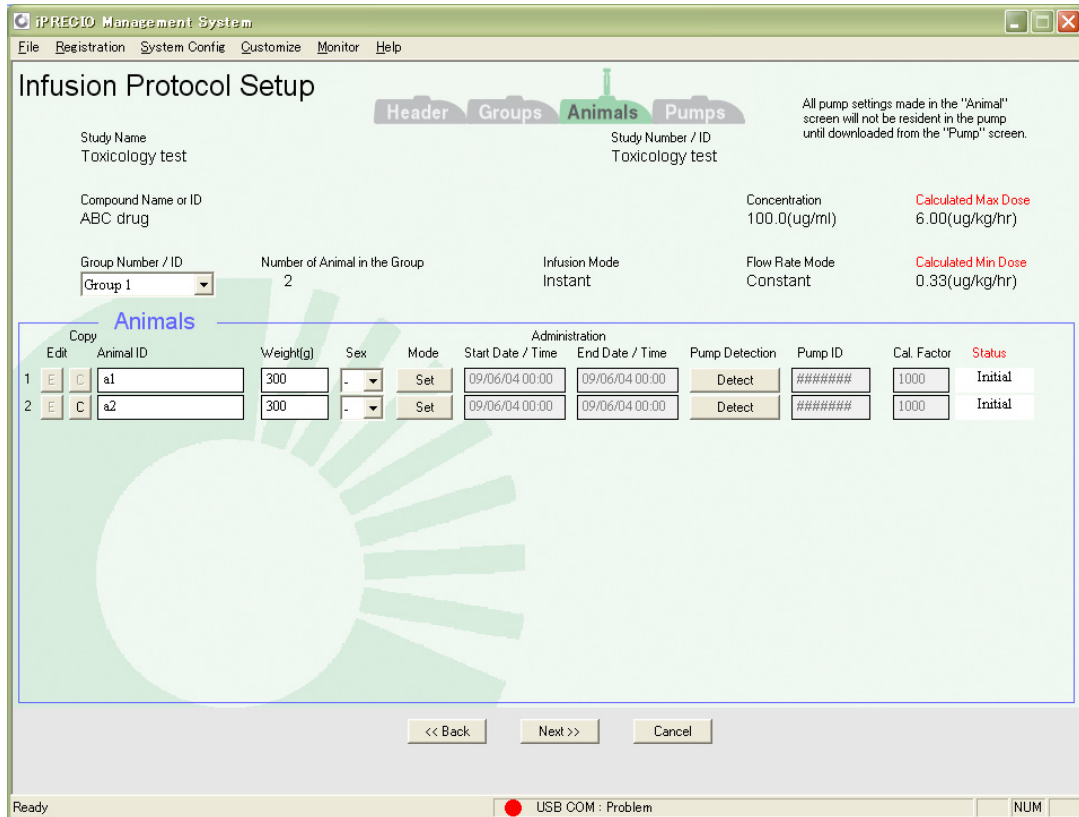 iPRECIO Management System
File Registration System Config Customize Monitor Help
Infusion Protocol Setup
Header Groups Animals Pumps
All pump settings made in the "Animal"
screen will not be resident in the pump
until downloaded from the "Pump" screen.
Study Name
Toxicology test
Study Number / ID
Toxicology test
Compound Name or ID
ABC drug
Concentration
100.0(ug/ml)
Calculated Max Dose
6.00(ug/kg/hr)
Group Number / ID
Group 1
Number of Animal in the Group
2
Infusion Mode
Instant
Flow Rate Mode
Constant
Calculated Min Dose
0.33(ug/kg/hr)
Animals
Copy Administration
Edit Animal ID Weight(g) Sex Mode Start Date / Time End Date / Time Pump Detection Pump ID Cal. Factor Status
1 E C a1 300 - Set 09/06/04 00:00 09/06/04 00:00 Detect ####### 1000 Initial
2 E C a2 300 - Set 09/06/04 00:00 09/06/04 00:00 Detect ####### 1000 Initial
<< Back Next >> Cancel
Ready USB COM : Problem NUM